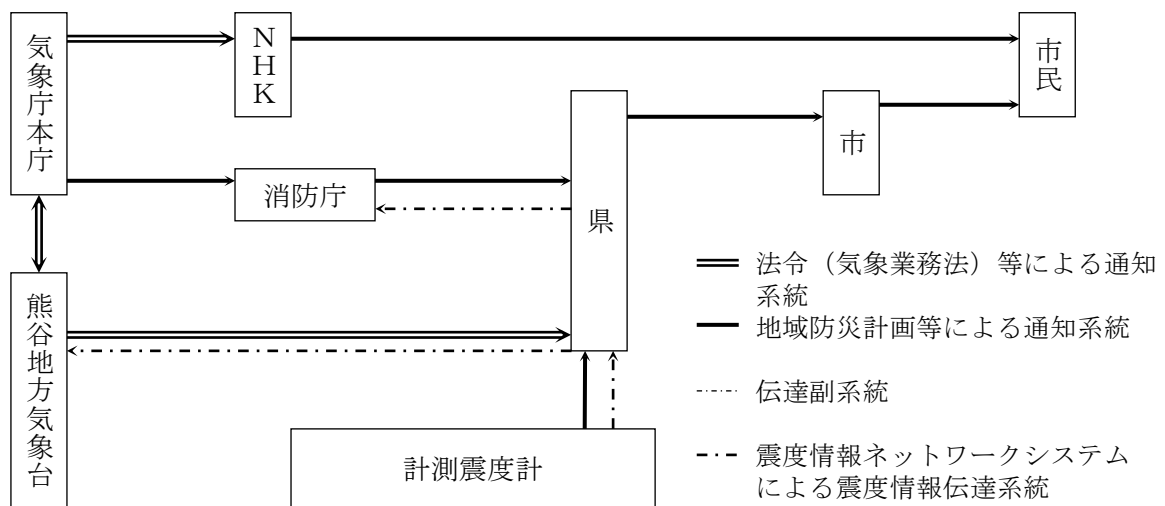 気象庁本庁
NHK
市民
市
消防庁
県
熊谷地方気象台
計測震度計
法令（気象業務法）等による通知
系統
地域防災計画等による通知系統
伝達副系統
震度情報ネットワークシステム
による震度情報伝達系統